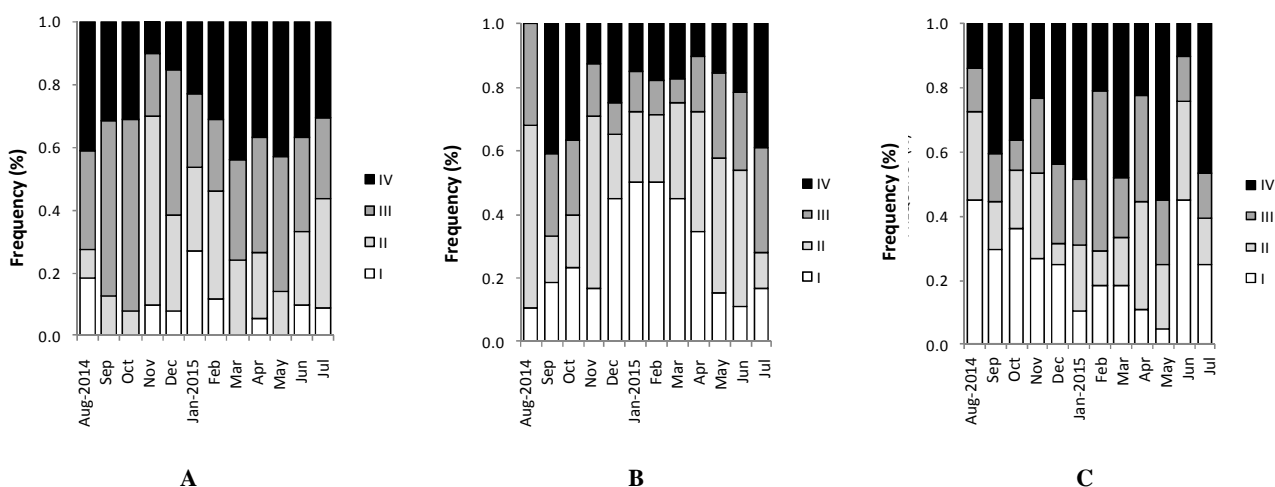 1.0
0.8
0.6
0.4
0.2
0.0
Frequency (%)
Aug-2014
Sep
Oct
Nov
Dec
Jan-2015
Feb
Mar
Apr
May
Jun
Jul
IV
III
II
I
A
1.0
0.8
0.6
0.4
0.2
0.0
Frequency (%)
Aug-2014
Sep
Oct
Nov
Dec
Jan-2015
Feb
Mar
Apr
May
Jun
Jul
IV
III
II
I
B
1.0
0.8
0.6
0.4
0.2
0.0
Frequency (%)
Aug-2014
Sep
Oct
Nov
Dec
Jan-2015
Feb
Mar
Apr
May
Jun
Jul
IV
III
II
I
C